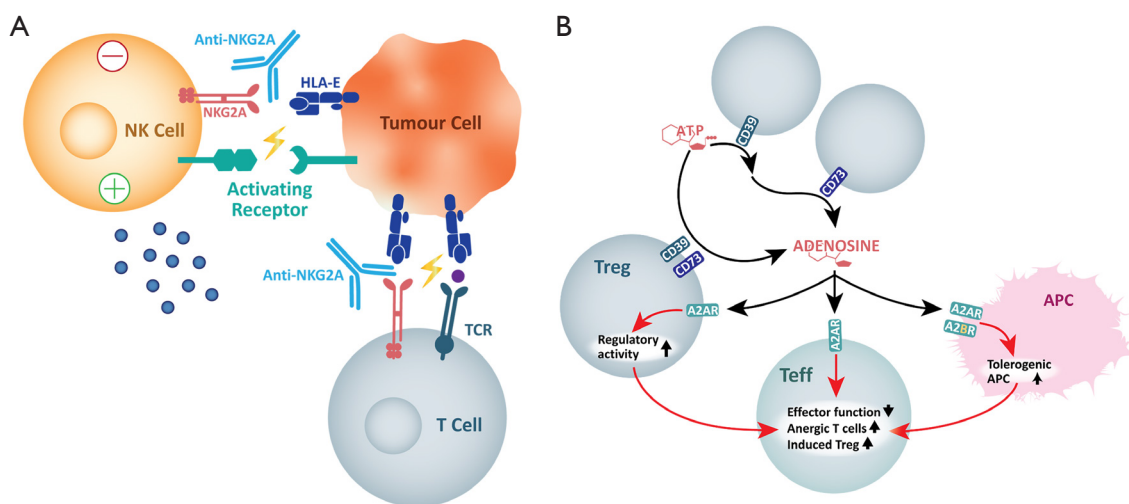 A
Anti-NKG2A
HLA-E
NKG2A
NK Cell
Tumour Cell
Activating
Receptor
Anti-NKG2A
TCR
T Cell
B
ATP
CD39
CD73
ADENOSINE
CD39
CD73
Treg
A2AR
Regulatory
activity
A2AR
Teff
Effector function
Anergic T cells
Induced Treg
APC
A2AR
A2BR
Tolerogenic
APC